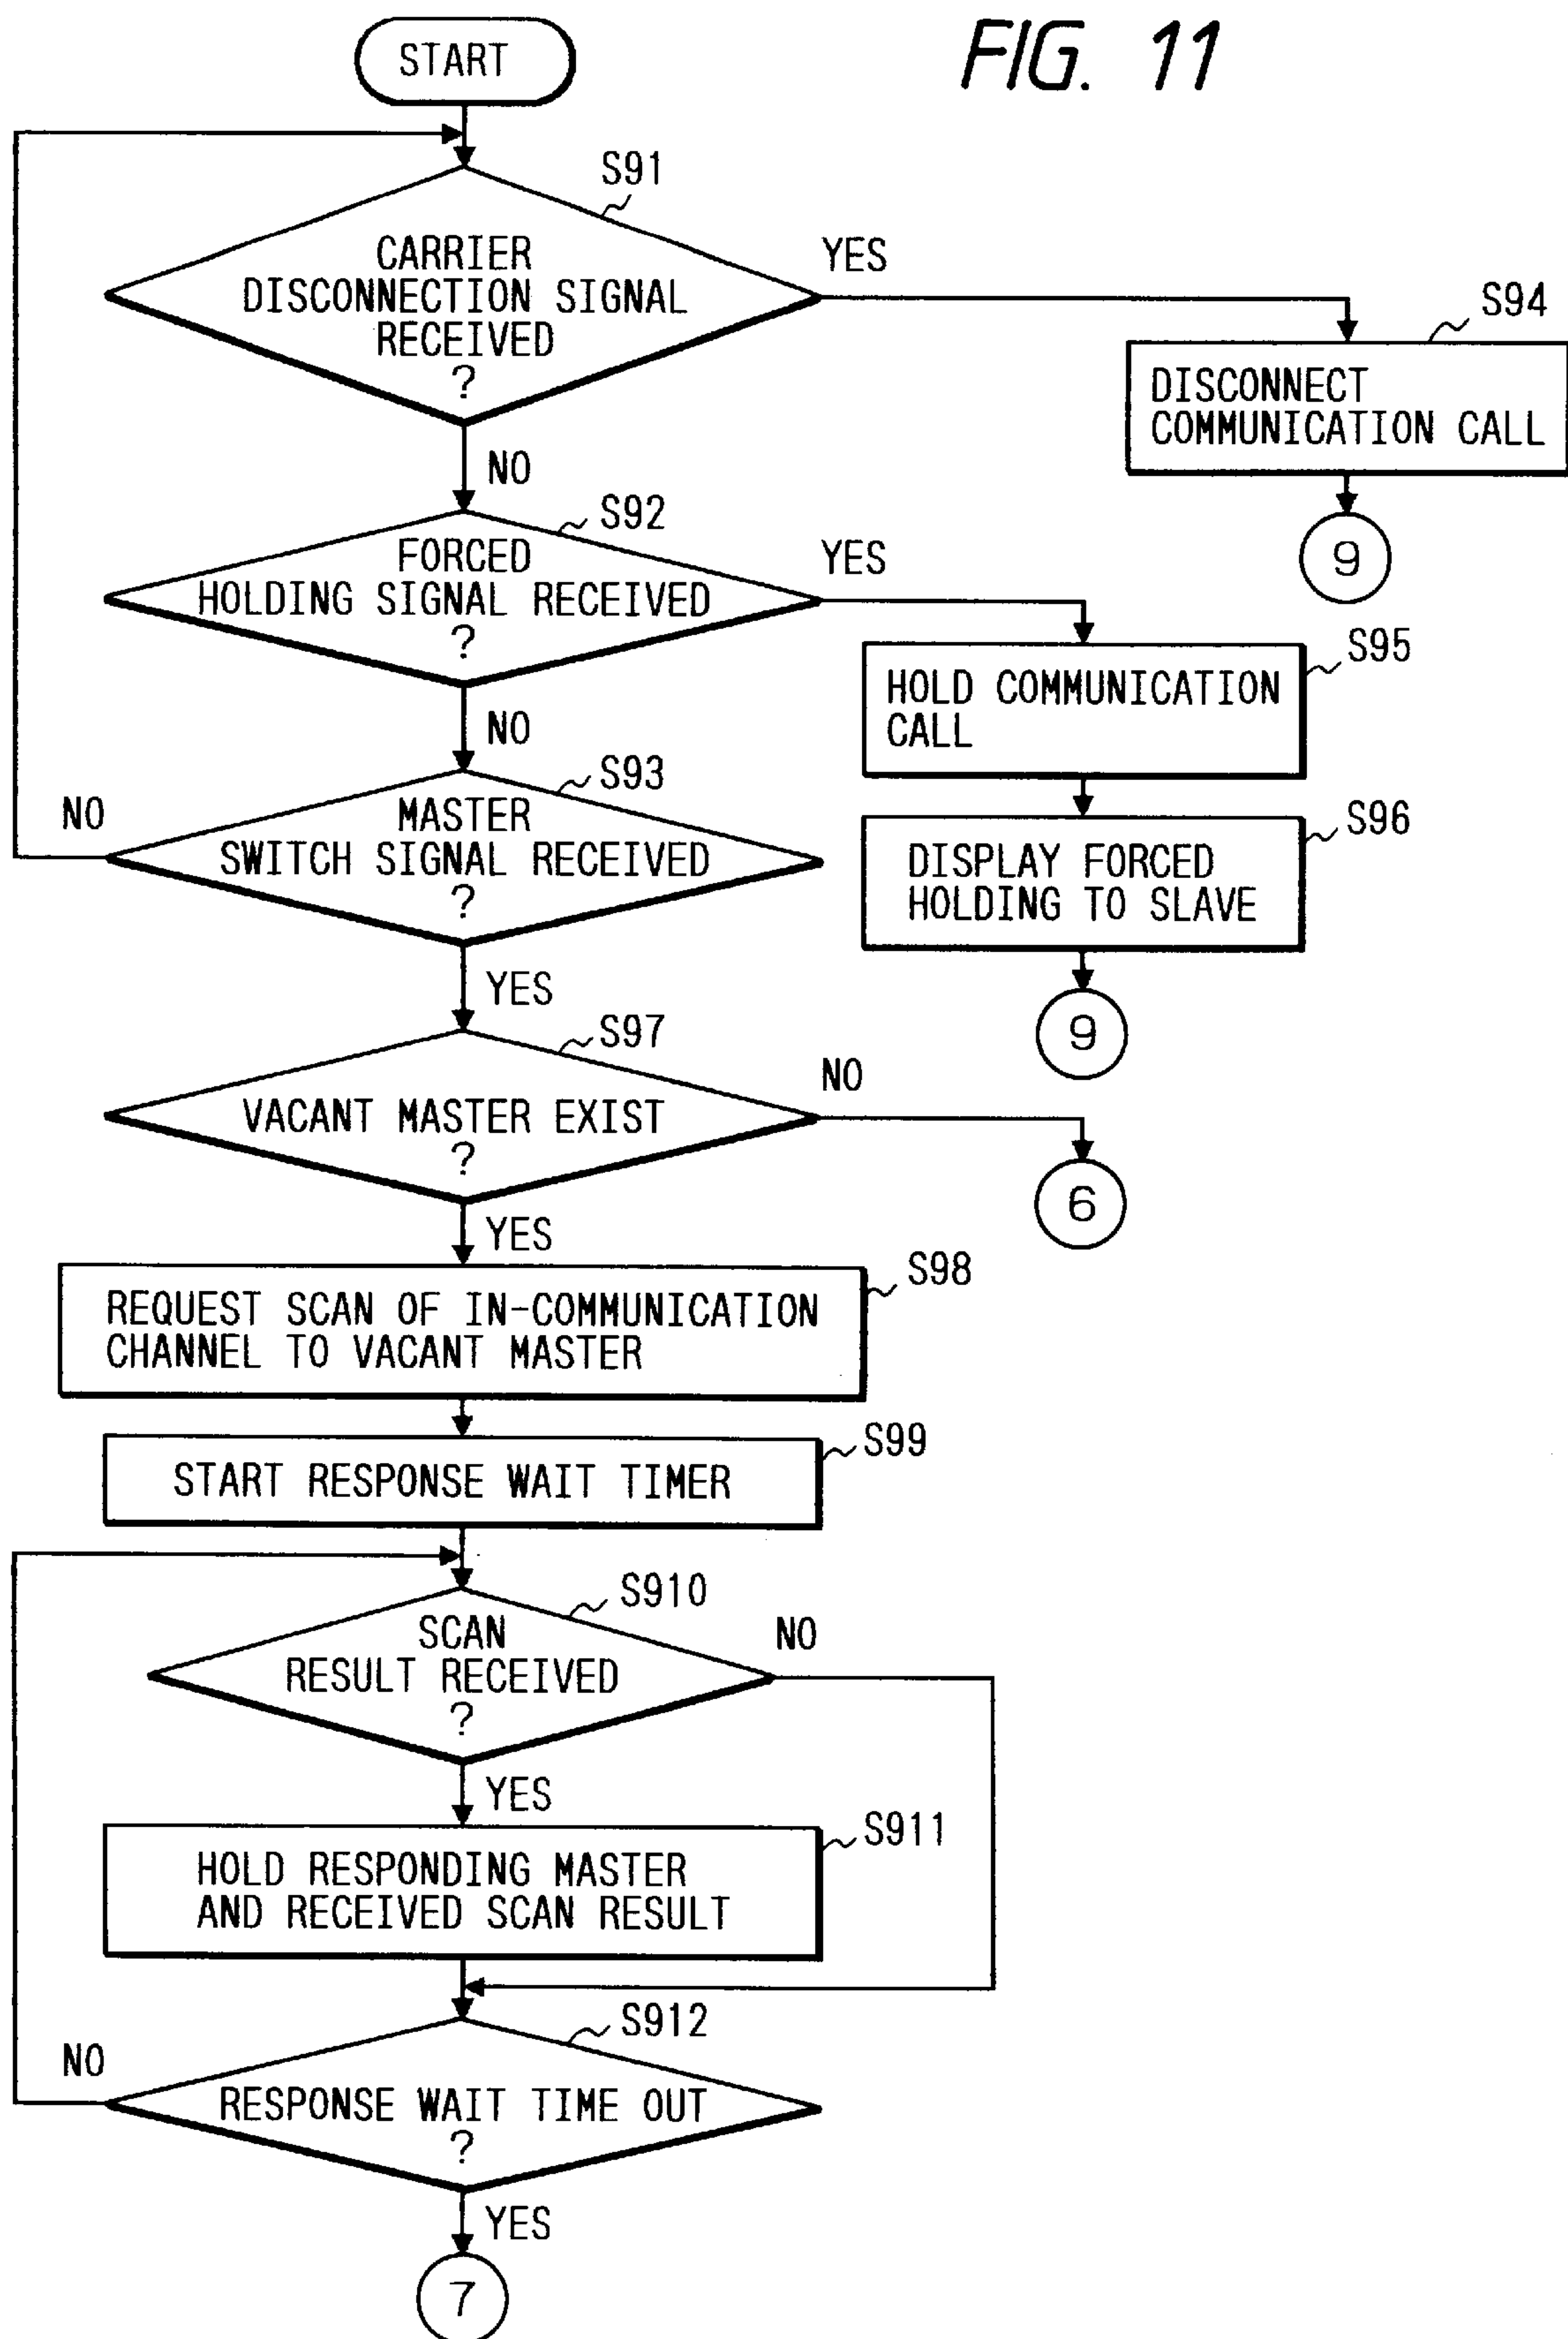 FIG. 11
START
S91
CARRIER
DISCONNECTION SIGNAL
RECEIVED
?
YES
NO
S94
DISCONNECT
COMMUNICATION CALL
9
S92
FORCED
HOLDING SIGNAL RECEIVED
?
YES
NO
S95
HOLD COMMUNICATION
CALL
S96
DISPLAY FORCED
HOLDING TO SLAVE
9
S93
MASTER
SWITCH SIGNAL RECEIVED
?
NO
YES
S97
VACANT MASTER EXIST
?
NO
6
YES
S98
REQUEST SCAN OF IN-COMMUNICATION
CHANNEL TO VACANT MASTER
S99
START RESPONSE WAIT TIMER
S910
SCAN
RESULT RECEIVED
?
NO
YES
S911
HOLD RESPONDING MASTER
AND RECEIVED SCAN RESULT
S912
RESPONSE WAIT TIME OUT
?
NO
YES
7